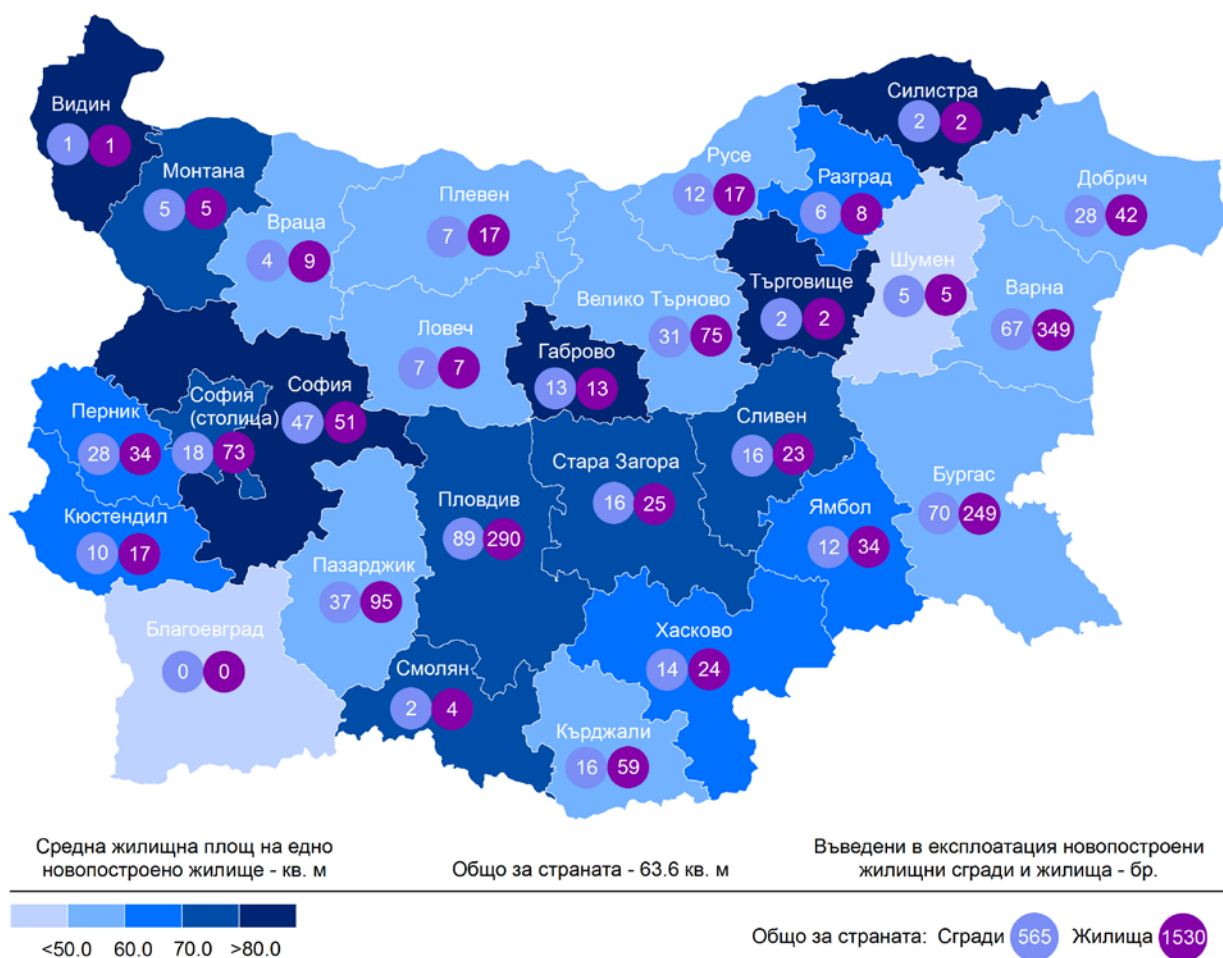 Видин
1 1
Монтана
5 5
Враца
4 9
Плевен
7 17
Ловеч
7 7
Велико Търново
31 75
Габрово
13 13
Русе
12 17
Разград
6 8
Силистра
2 2
Търговище
2 2
Шумен
5 5
Добрич
28 42
Варна
67 349
Бургас
70 249
Сливен
16 23
Ямбол
12 34
Стара Загора
16 25
Пловдив
89 290
София
47 51
София
(столица)
18 73
Перник
28 34
Кюстендил
10 17
Благоевград
0 0
Пазарджик
37 95
Смолян
2 4
Хасково
14 24
Кърджали
16 59
Средна жилищна площ на едно
новопостроено жилище - кв. м
Общо за страната - 63.6 кв. м
Въведени в експлоатация новопостроени
жилищни сгради и жилища - бр.
<50.0 60.0 70.0 >80.0
Общо за страната: Сгради 565 Жилища 1530